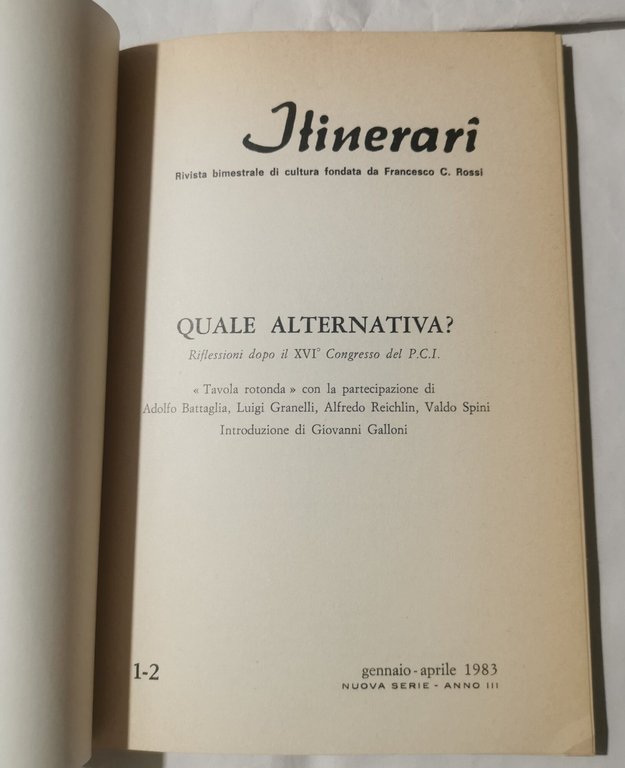 Itinerarî
Rivista bimestrale di cultura fondata da Francesco C. Rossi
QUALE ALTERNATIVA?
Riflessioni dopo il XVI° Congresso del P.C.I.
« Tavola rotonda » con la partecipazione di
Adolfo Battaglia, Luigi Granelli, Alfredo Reichlin, Valdo Spini
Introduzione di Giovanni Galloni
1-2
gennaio - aprile 1983
NUOVA SERIE - ANNO III